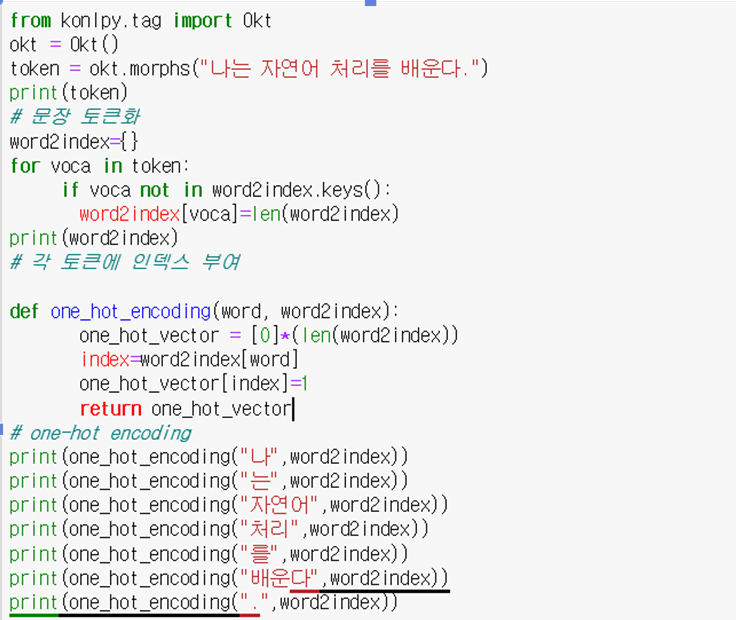 from konlpy.tag import Okt
okt = Okt()
token = okt.morphs("나는 자연어 처리를 배운다.")
print(token)
# 문장 토큰화
word2index={}
for voca in token:
     if voca not in word2index.keys():
       word2index[voca]=len(word2index)
print(word2index)
# 각 토큰에 인덱스 부여

def one_hot_encoding(word, word2index):
       one_hot_vector = [0]*(len(word2index))
       index=word2index[word]
       one_hot_vector[index]=1
       return one_hot_vector
# one-hot encoding
print(one_hot_encoding("나",word2index))
print(one_hot_encoding("는",word2index))
print(one_hot_encoding("자연어",word2index))
print(one_hot_encoding("처리",word2index))
print(one_hot_encoding("를",word2index))
print(one_hot_encoding("배운다",word2index))
print(one_hot_encoding(".",word2index))